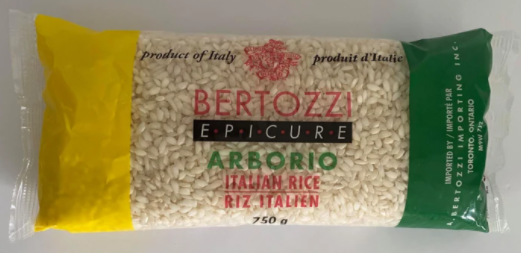 product of Italy produit d'Italie
BERTOZZI
E•P•I•C•U•R•E
ARBORIO
ITALIAN RICE
RIZ ITALIEN
750 g
IMPORTED BY / IMPORTÉ PAR
A. BERTOZZI IMPORTING INC.
TORONTO, ONTARIO